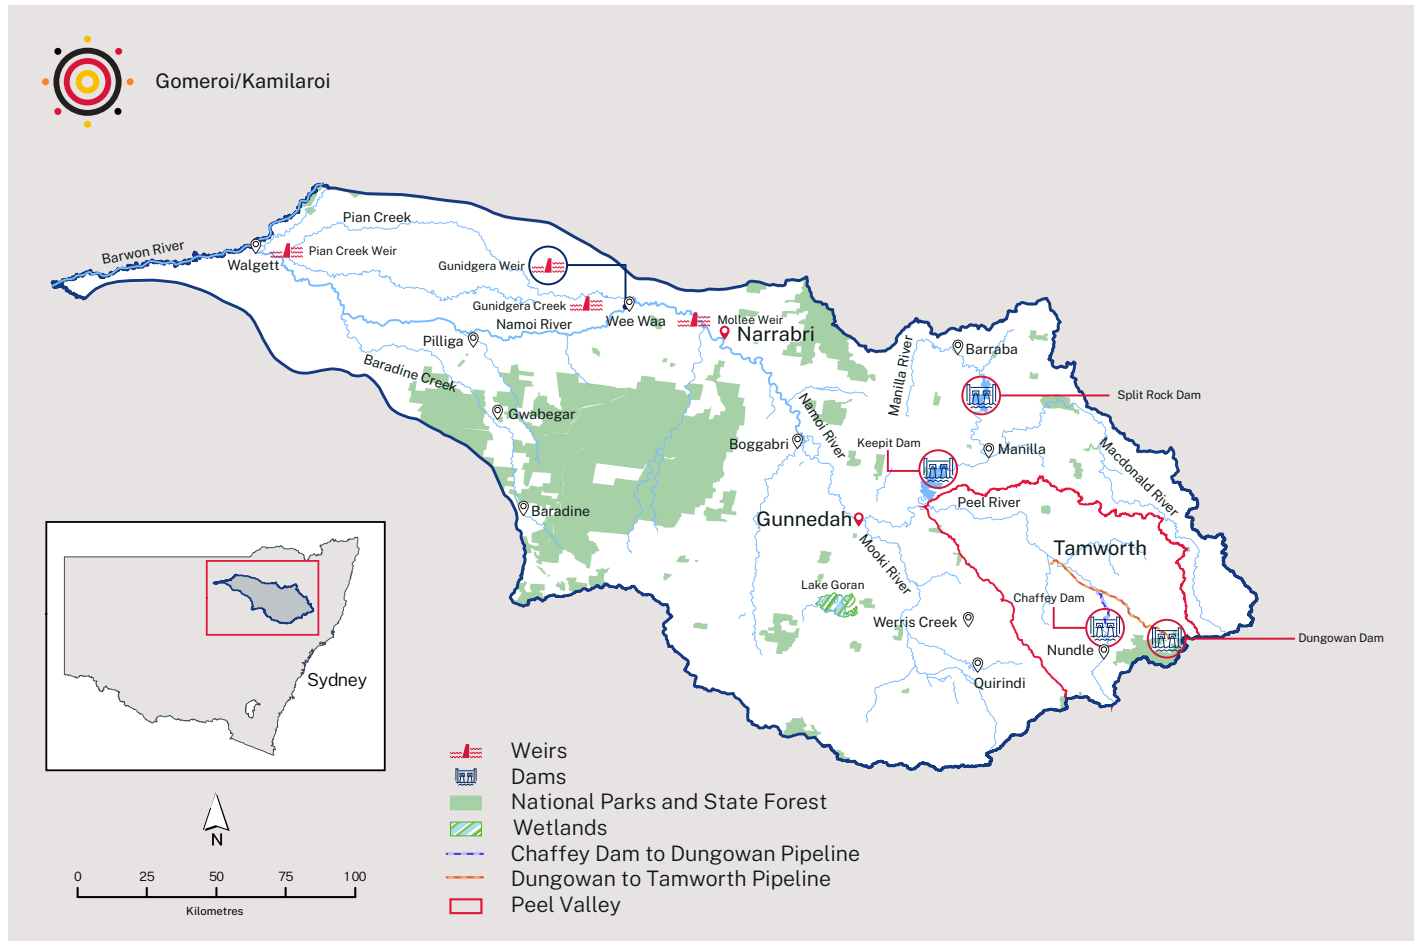 Gomeroi/Kamilaroi
Pian Creek
Barwon River
Walgett
Pian Creek Weir
Gunidgera Weir
Gunidgera Creek
Namoi River
Wee Waa
Mollee Weir
Narrabri
Pilliga
Baradine Creek
Gwabegar
Baradine
Manilla River
Barraba
Split Rock Dam
Namoi River
Boggabri
Keepit Dam
Manilla
Macdonald River
Peel River
Gunnedah
Mooki River
Tamworth
Lake Goran
Chaffey Dam
Werris Creek
Nundle
Dungowan Dam
Quirindi
Sydney
N
0 25 50 75 100
Kilometres
Weirs
Dams
National Parks and State Forest
Wetlands
Chaffey Dam to Dungowan Pipeline
Dungowan to Tamworth Pipeline
Peel Valley